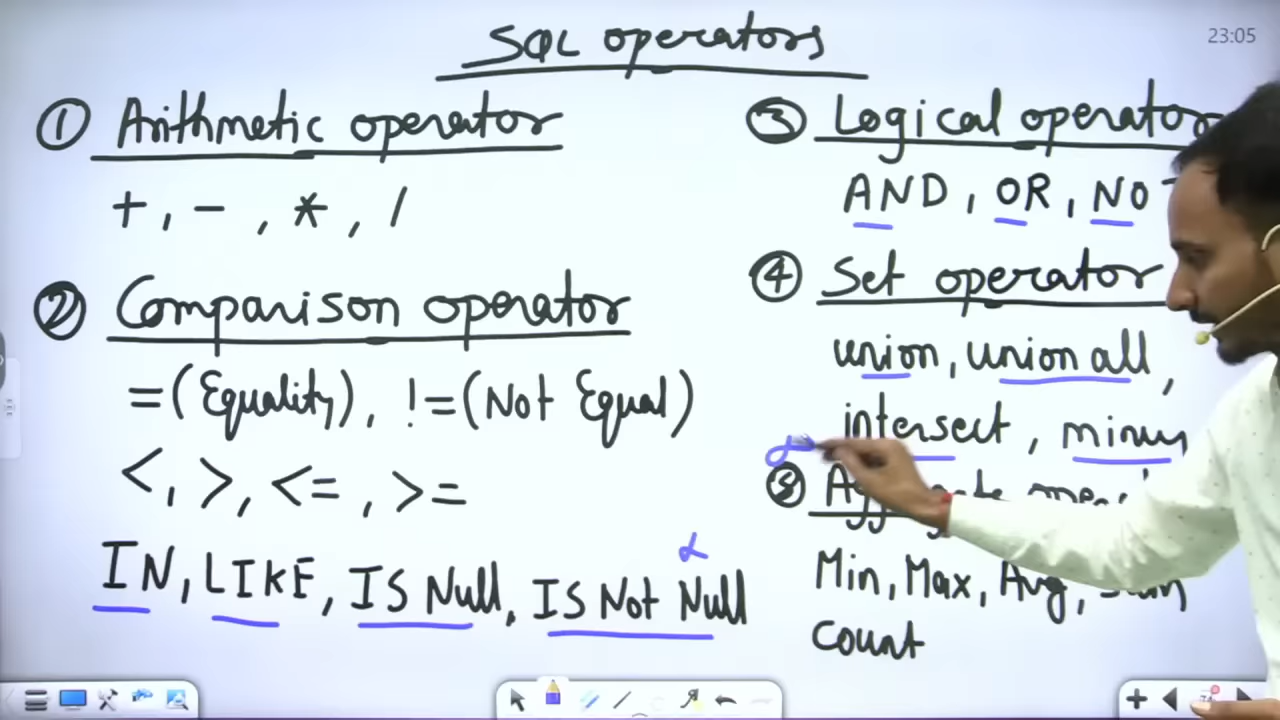 SQL operators
23:05
① Arithmetic operator
+, -, *, /
② Comparison operator
=(Equality), !=(Not Equal)
<, >, <=, >=
IN, LIKE, IS Null, IS Not Null
③ Logical operator
AND, OR, NO
④ Set operator
union, union all,
intersect, minus
⑤
Min, Max, Avg,
count